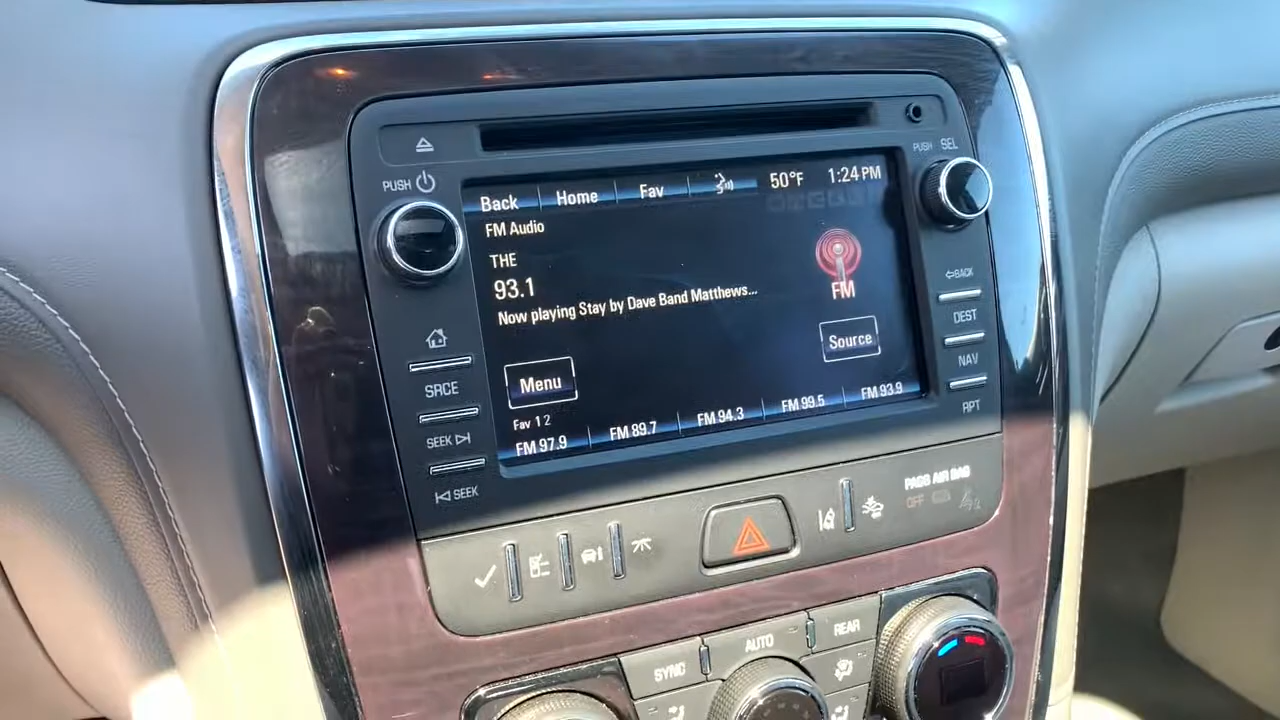 PUSH
PUSH SEL
Back Home Fav 50°F 1:24 PM
FM Audio
THE
93.1
Now playing Stay by Dave Band Matthews...
FM
Menu
Source
Fav 1 2
FM 97.9 FM 89.7 FM 94.3 FM 99.5 FM 93.9
SRCE
SEEK
SEEK
BACK
DEST
NAV
RPT
PASS AIR BAG
OFF
SYNC AUTO REAR